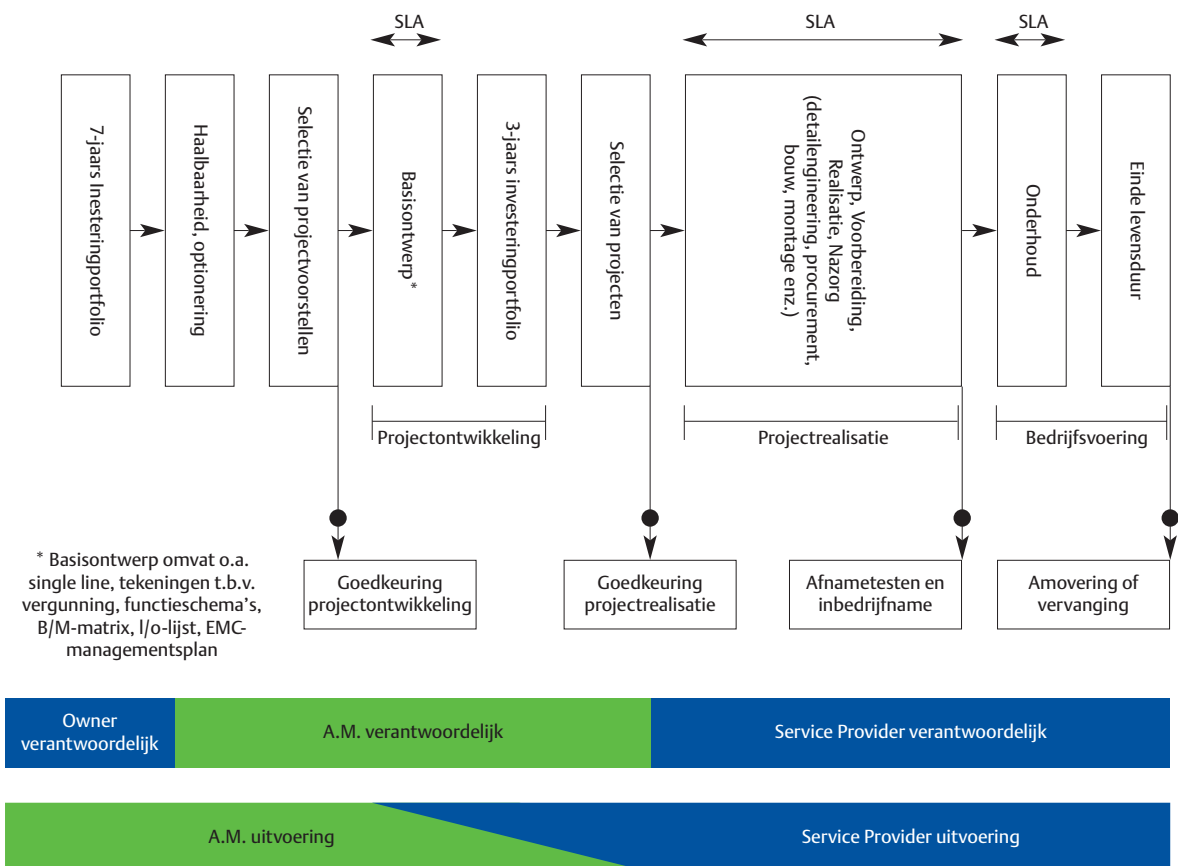 SLA
SLA
SLA
7-jaars Inesteringportfolio
Haalbaarheid, optionering
Selectie van projectvoorstellen
Basisontwerp *
3-jaars investeringportfolio
Selectie van projecten
Ontwerp, Voorbereiding,
Realisatie, Nazorg
(detailengineering, procurement,
bouw, montage enz.)
Onderhoud
Einde levensduur
Projectontwikkeling
Projectrealisatie
Bedrijfsvoering
* Basisontwerp omvat o.a.
single line, tekeningen t.b.v.
vergunning, functieschema's,
B/M-matrix, l/o-lijst, EMC-
managementsplan
Goedkeuring
projectontwikkeling
Goedkeuring
projectrealisatie
Afnametesten en
inbedrijfname
Amovering of
vervanging
Owner
verantwoordelijk
A.M. verantwoordelijk
Service Provider verantwoordelijk
A.M. uitvoering
Service Provider uitvoering